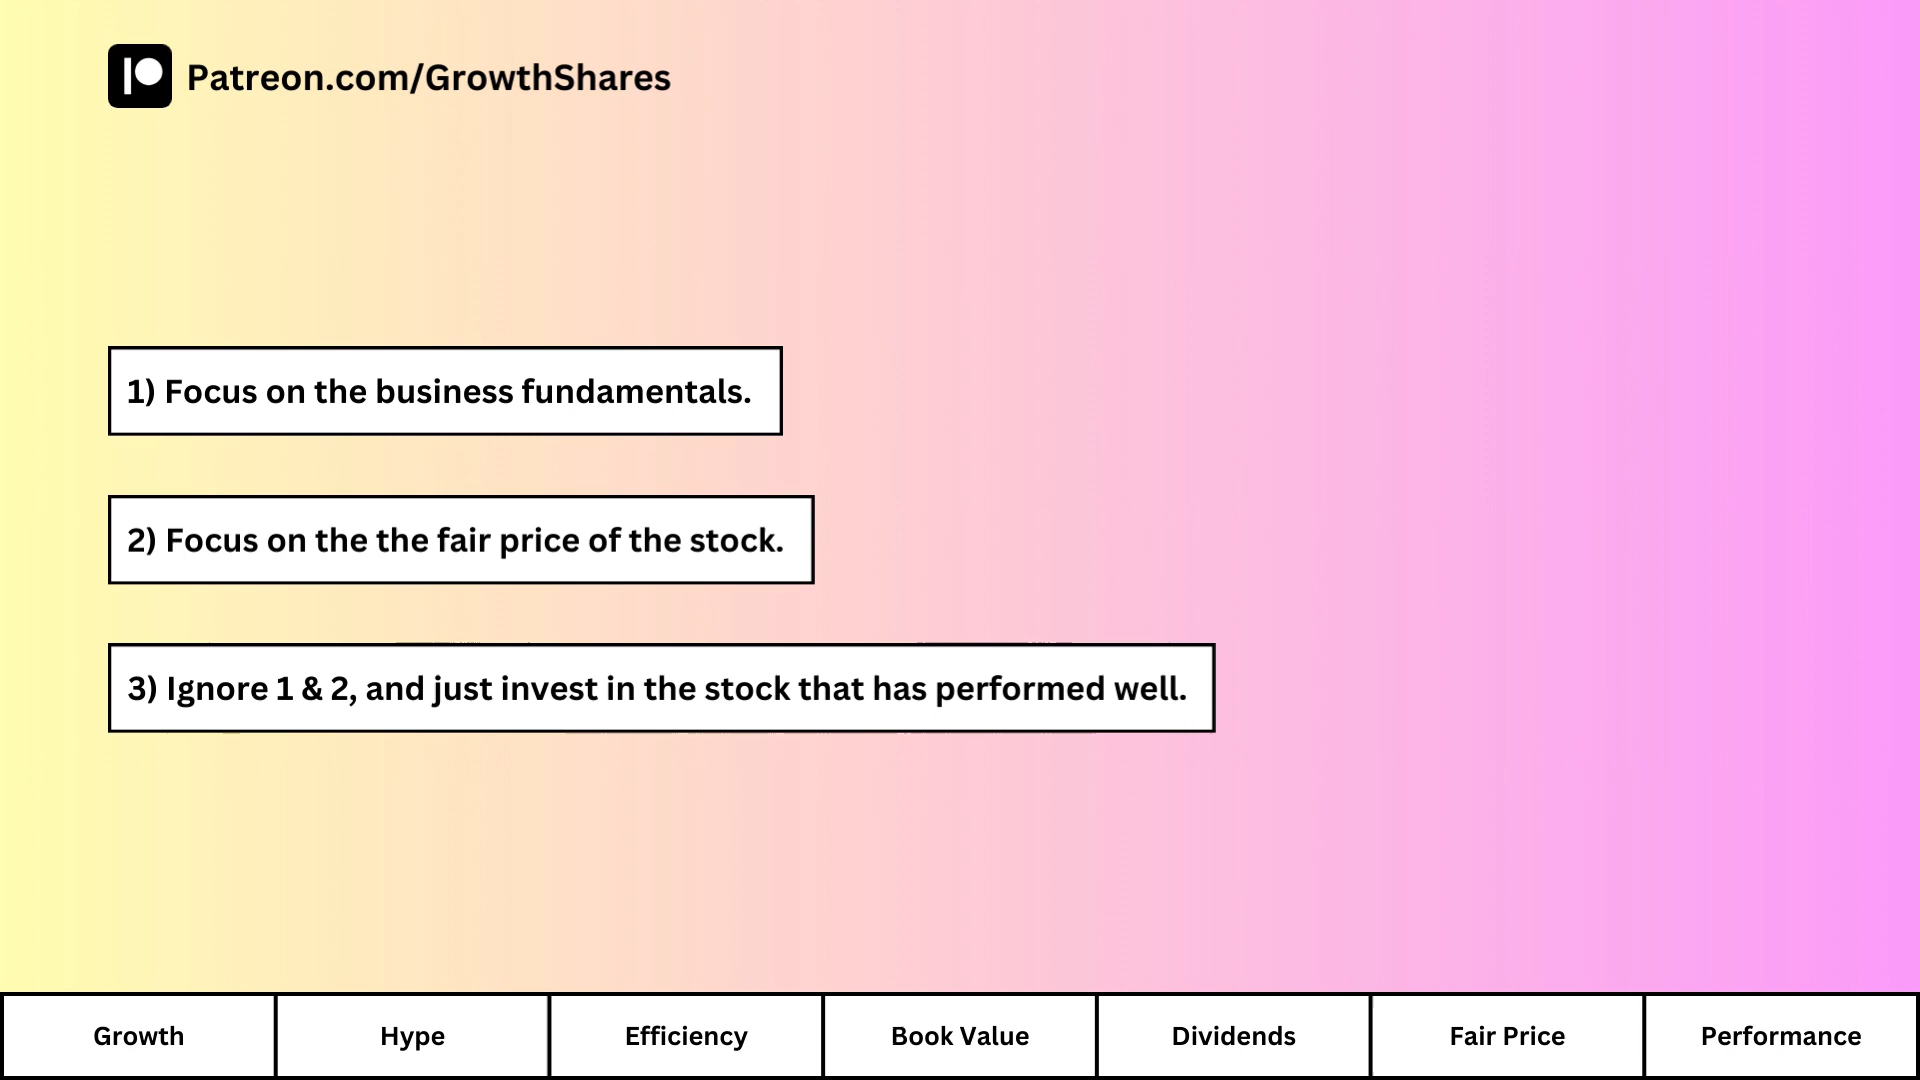 Patreon.com/GrowthShares
1) Focus on the business fundamentals.
2) Focus on the the fair price of the stock.
3) Ignore 1 & 2, and just invest in the stock that has performed well.
Growth
Hype
Efficiency
Book Value
Dividends
Fair Price
Performance